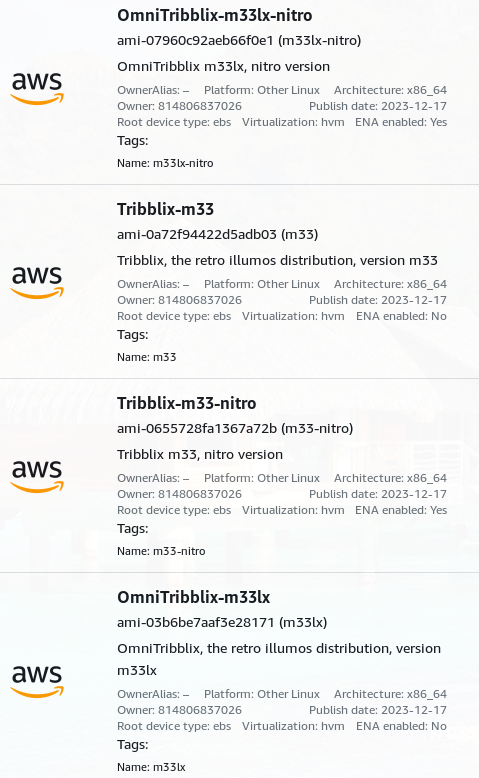 OmniTribblix-m33lx-nitro
ami-07960c92aeb66f0e1 (m33lx-nitro)
OmniTribblix m33lx, nitro version
aws
OwnerAlias: – Platform: Other Linux Architecture: x86_64
Owner: 814806837026 Publish date: 2023-12-17
Root device type: ebs Virtualization: hvm ENA enabled: Yes
Tags:
Name: m33lx-nitro
Tribblix-m33
ami-0a72f94422d5adb03 (m33)
Tribblix, the retro illumos distribution, version m33
aws
OwnerAlias: – Platform: Other Linux Architecture: x86_64
Owner: 814806837026 Publish date: 2023-12-17
Root device type: ebs Virtualization: hvm ENA enabled: No
Tags:
Name: m33
Tribblix-m33-nitro
ami-0655728fa1367a72b (m33-nitro)
Tribblix m33, nitro version
aws
OwnerAlias: – Platform: Other Linux Architecture: x86_64
Owner: 814806837026 Publish date: 2023-12-17
Root device type: ebs Virtualization: hvm ENA enabled: Yes
Tags:
Name: m33-nitro
OmniTribblix-m33lx
ami-03b6be7aaf3e28171 (m33lx)
OmniTribblix, the retro illumos distribution, version
m33lx
aws
OwnerAlias: – Platform: Other Linux Architecture: x86_64
Owner: 814806837026 Publish date: 2023-12-17
Root device type: ebs Virtualization: hvm ENA enabled: No
Tags:
Name: m33lx